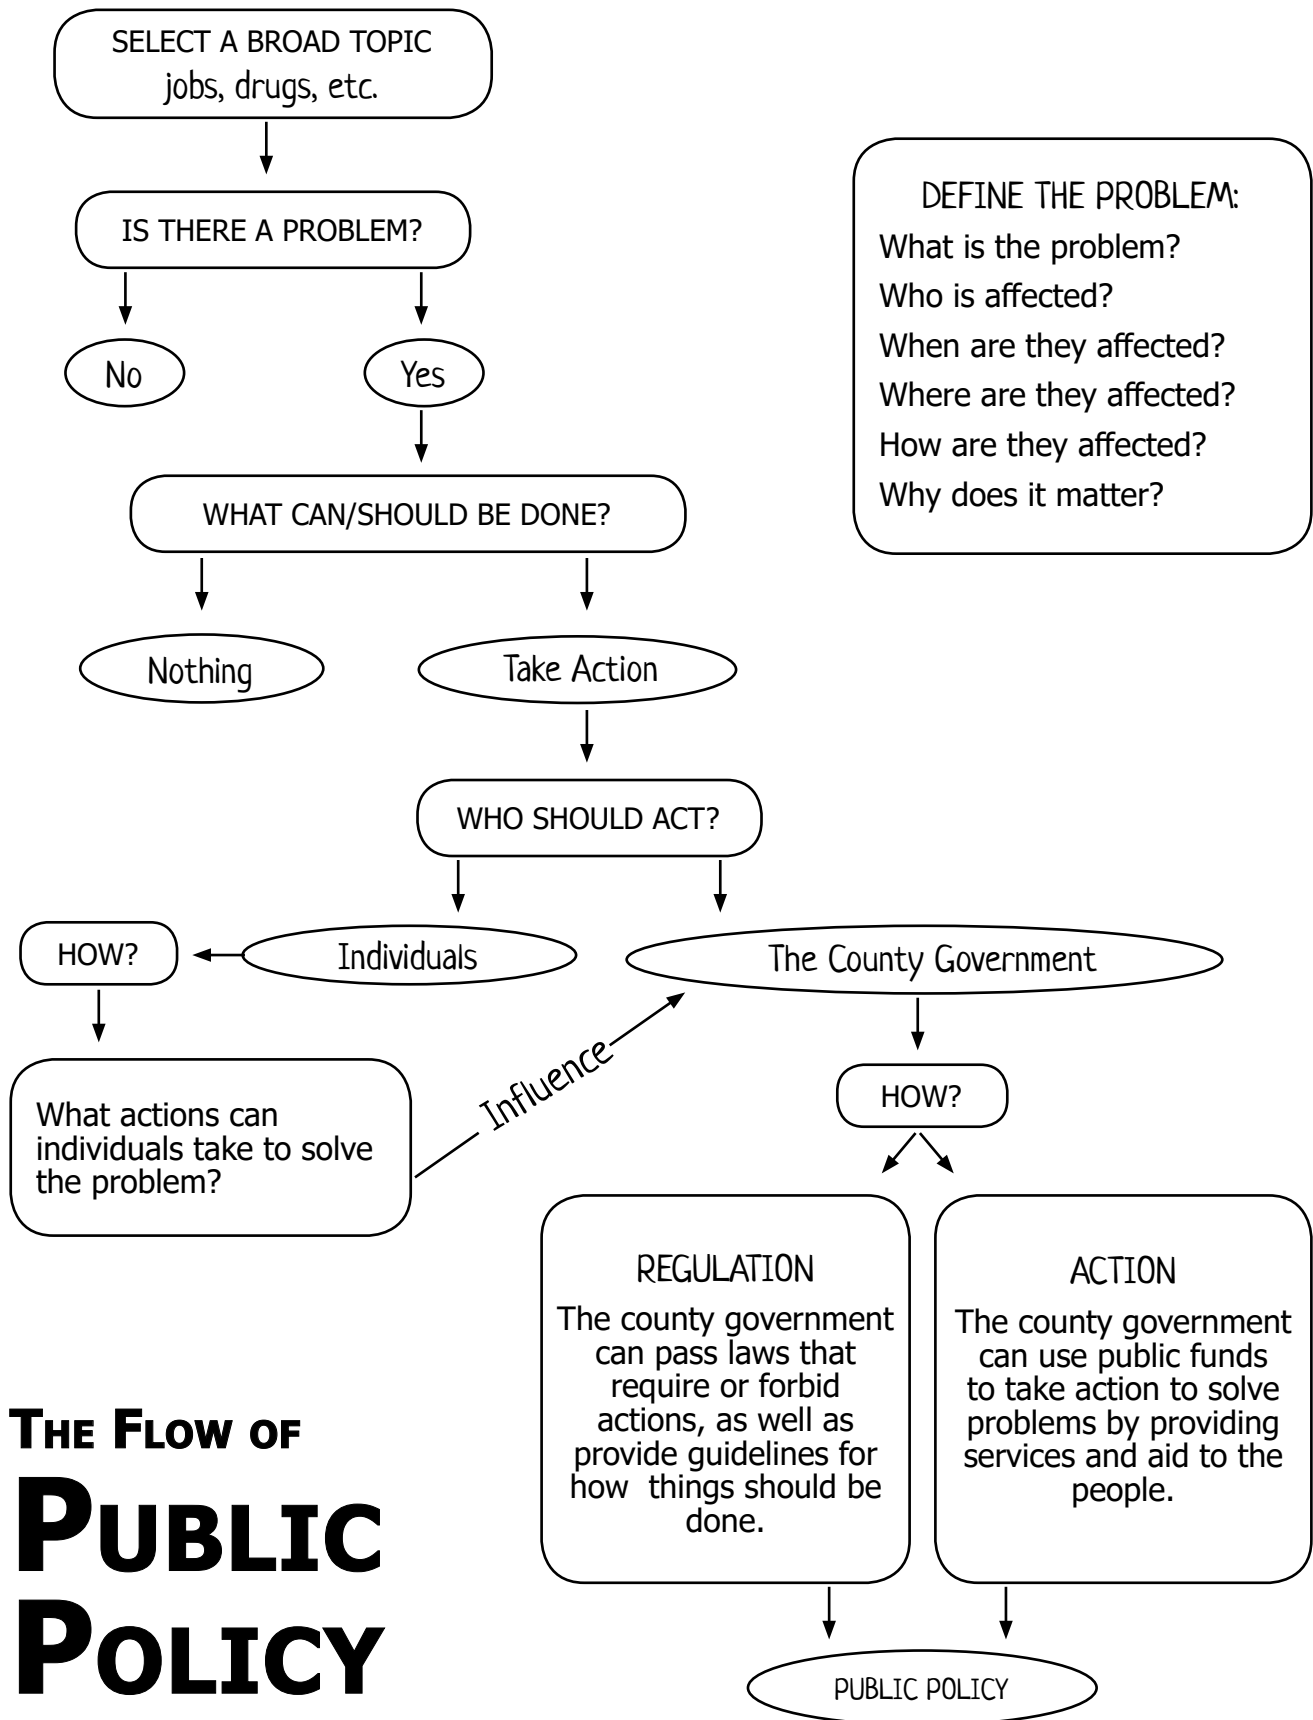 SELECT A BROAD TOPIC
jobs, drugs, etc.
IS THERE A PROBLEM?
No
Yes
DEFINE THE PROBLEM:
What is the problem?
Who is affected?
When are they affected?
Where are they affected?
How are they affected?
Why does it matter?
WHAT CAN/SHOULD BE DONE?
Nothing
Take Action
WHO SHOULD ACT?
HOW?
Individuals
The County Government
What actions can
individuals take to solve
the problem?
Influence
HOW?
REGULATION
The county government
can pass laws that
require or forbid
actions, as well as
provide guidelines for
how things should be
done.
ACTION
The county government
can use public funds
to take action to solve
problems by providing
services and aid to the
people.
PUBLIC POLICY
THE FLOW OF
PUBLIC
POLICY